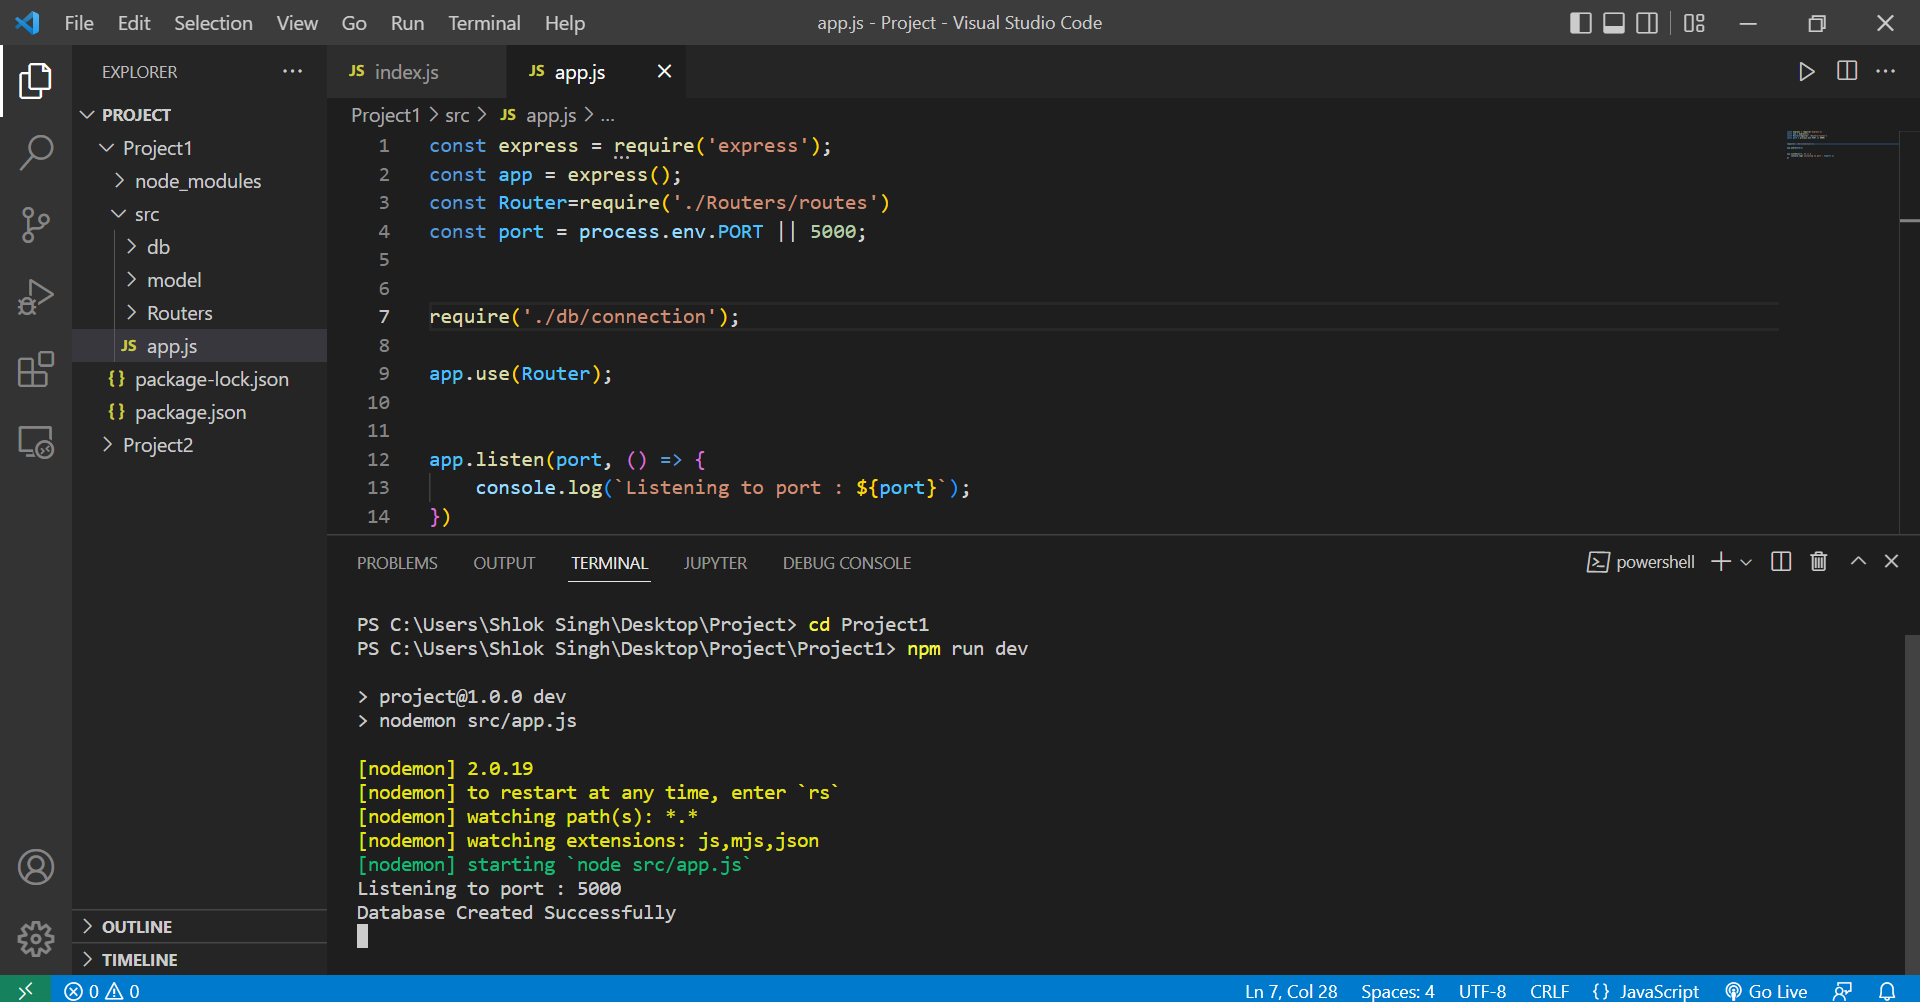 File Edit Selection View Go Run Terminal Help
app.js - Project - Visual Studio Code
EXPLORER
PROJECT
Project1
node_modules
src
db
model
Routers
JS app.js
{} package-lock.json
{} package.json
Project2
OUTLINE
TIMELINE
JS index.js
JS app.js
Project1 > src > JS app.js > ...
1 const express = require('express');
2 const app = express();
3 const Router=require('./Routers/routes')
4 const port = process.env.PORT || 5000;
5
6
7 require('./db/connection');
8
9 app.use(Router);
10
11
12 app.listen(port, () => {
13     console.log(`Listening to port : ${port}`);
14 })
PROBLEMS OUTPUT TERMINAL JUPYTER DEBUG CONSOLE
powershell
PS C:\Users\Shlok Singh\Desktop\Project> cd Project1
PS C:\Users\Shlok Singh\Desktop\Project\Project1> npm run dev
> project@1.0.0 dev
> nodemon src/app.js
[nodemon] 2.0.19
[nodemon] to restart at any time, enter `rs`
[nodemon] watching path(s): *.*
[nodemon] watching extensions: js,mjs,json
[nodemon] starting `node src/app.js`
Listening to port : 5000
Database Created Successfully
0 0
Ln 7, Col 28 Spaces: 4 UTF-8 CRLF {} JavaScript Go Live